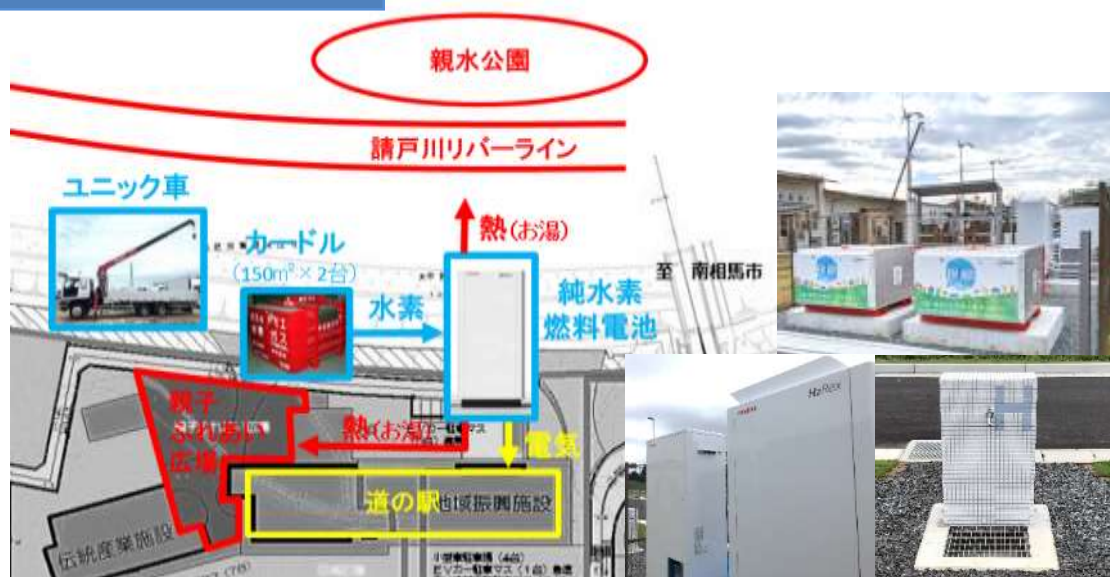 親水公園
請戸川リバーライン
ユニック車
カードル
(150㎥×2台)
熱(お湯)
水素
純水素
燃料電池
至 南相馬市
親子
ふれあい
広場
熱(お湯)
電気
道の駅
地域振興施設
伝統産業施設
H2Rex